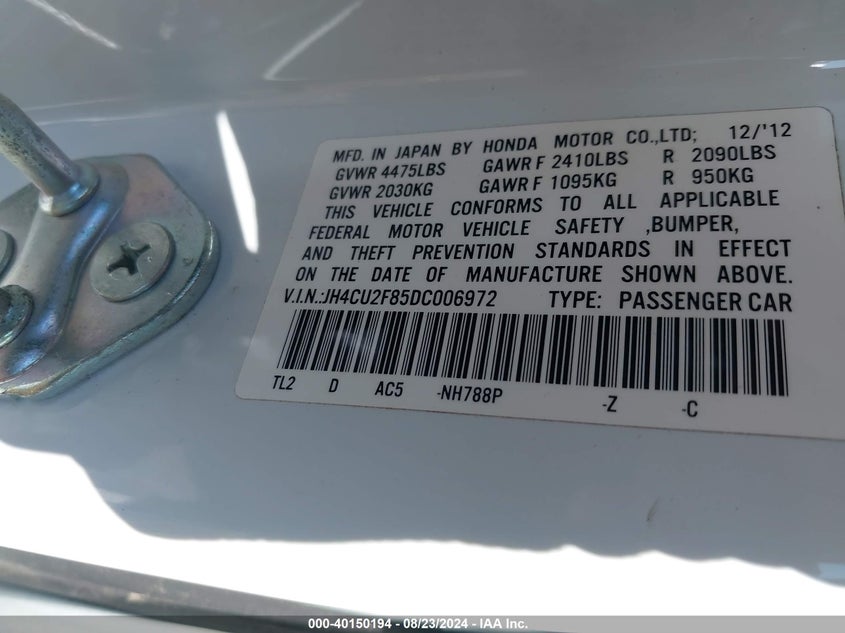 MFD. IN JAPAN BY HONDA MOTOR CO.,LTD; 12/'12
GVWR 4475LBS GAWR F 2410LBS R 2090LBS
GVWR 2030KG GAWR F 1095KG R 950KG
THIS VEHICLE CONFORMS TO ALL APPLICABLE
FEDERAL MOTOR VEHICLE SAFETY ,BUMPER,
AND THEFT PREVENTION STANDARDS IN EFFECT
ON THE DATE OF MANUFACTURE SHOWN ABOVE.
V.I.N.:JH4CU2F85DC006972 TYPE: PASSENGER CAR
TL2 D AC5 -NH788P -Z -C
000-40150194 - 08/23/2024 - IAA Inc.